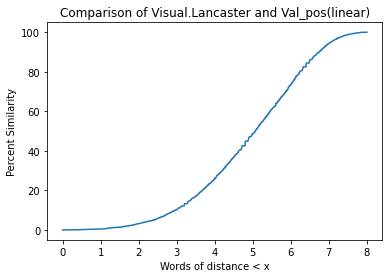 Comparison of Visual.Lancaster and Val_pos(linear)
100
80
60
40
20
0
Percent Similarity
0 1 2 3 4 5 6 7 8
Words of distance < x